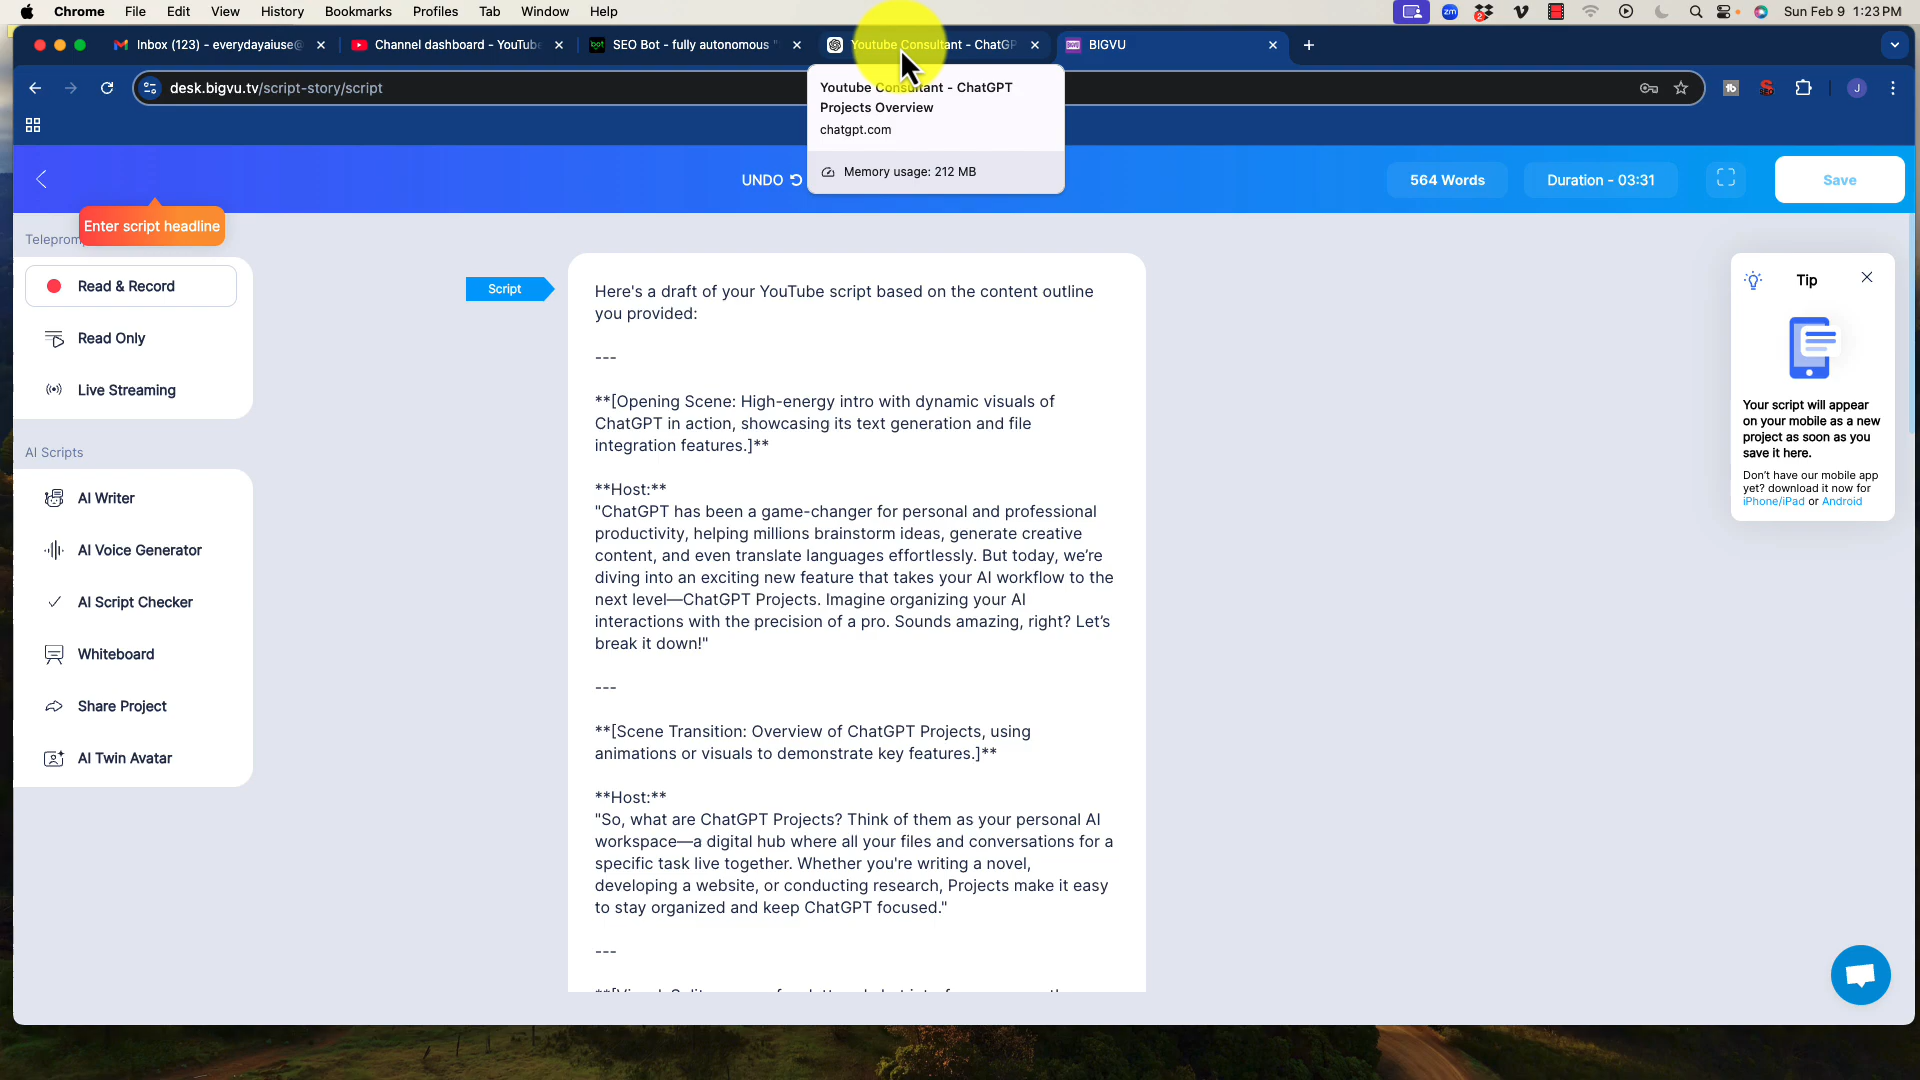 Chrome File Edit View History Bookmarks Profiles Tab Window Help
zm 2 Sun Feb 9 1:23 PM
Inbox (123) - everydayaiuse@
Channel dashboard - YouTube
SEO Bot - fully autonomous "
Youtube Consultant - ChatGP
BIGVU
desk.bigvu.tv/script-story/script
J
Youtube Consultant - ChatGPT
Projects Overview
chatgpt.com
Memory usage: 212 MB
UNDO
564 Words
Duration - 03:31
Save
Enter script headline
Teleprom
Read & Record
Read Only
Live Streaming
AI Scripts
AI Writer
AI Voice Generator
AI Script Checker
Whiteboard
Share Project
AI Twin Avatar
Script
Here's a draft of your YouTube script based on the content outline
you provided:
---
**[Opening Scene: High-energy intro with dynamic visuals of
ChatGPT in action, showcasing its text generation and file
integration features.]**
**Host:**
"ChatGPT has been a game-changer for personal and professional
productivity, helping millions brainstorm ideas, generate creative
content, and even translate languages effortlessly. But today, we’re
diving into an exciting new feature that takes your AI workflow to the
next level—ChatGPT Projects. Imagine organizing your AI
interactions with the precision of a pro. Sounds amazing, right? Let’s
break it down!"
---
**[Scene Transition: Overview of ChatGPT Projects, using
animations or visuals to demonstrate key features.]**
**Host:**
"So, what are ChatGPT Projects? Think of them as your personal AI
workspace—a digital hub where all your files and conversations for a
specific task live together. Whether you're writing a novel,
developing a website, or conducting research, Projects make it easy
to stay organized and keep ChatGPT focused."
---
Tip
Your script will appear
on your mobile as a new
project as soon as you
save it here.
Don't have our mobile app
yet? download it now for
iPhone/iPad or Android